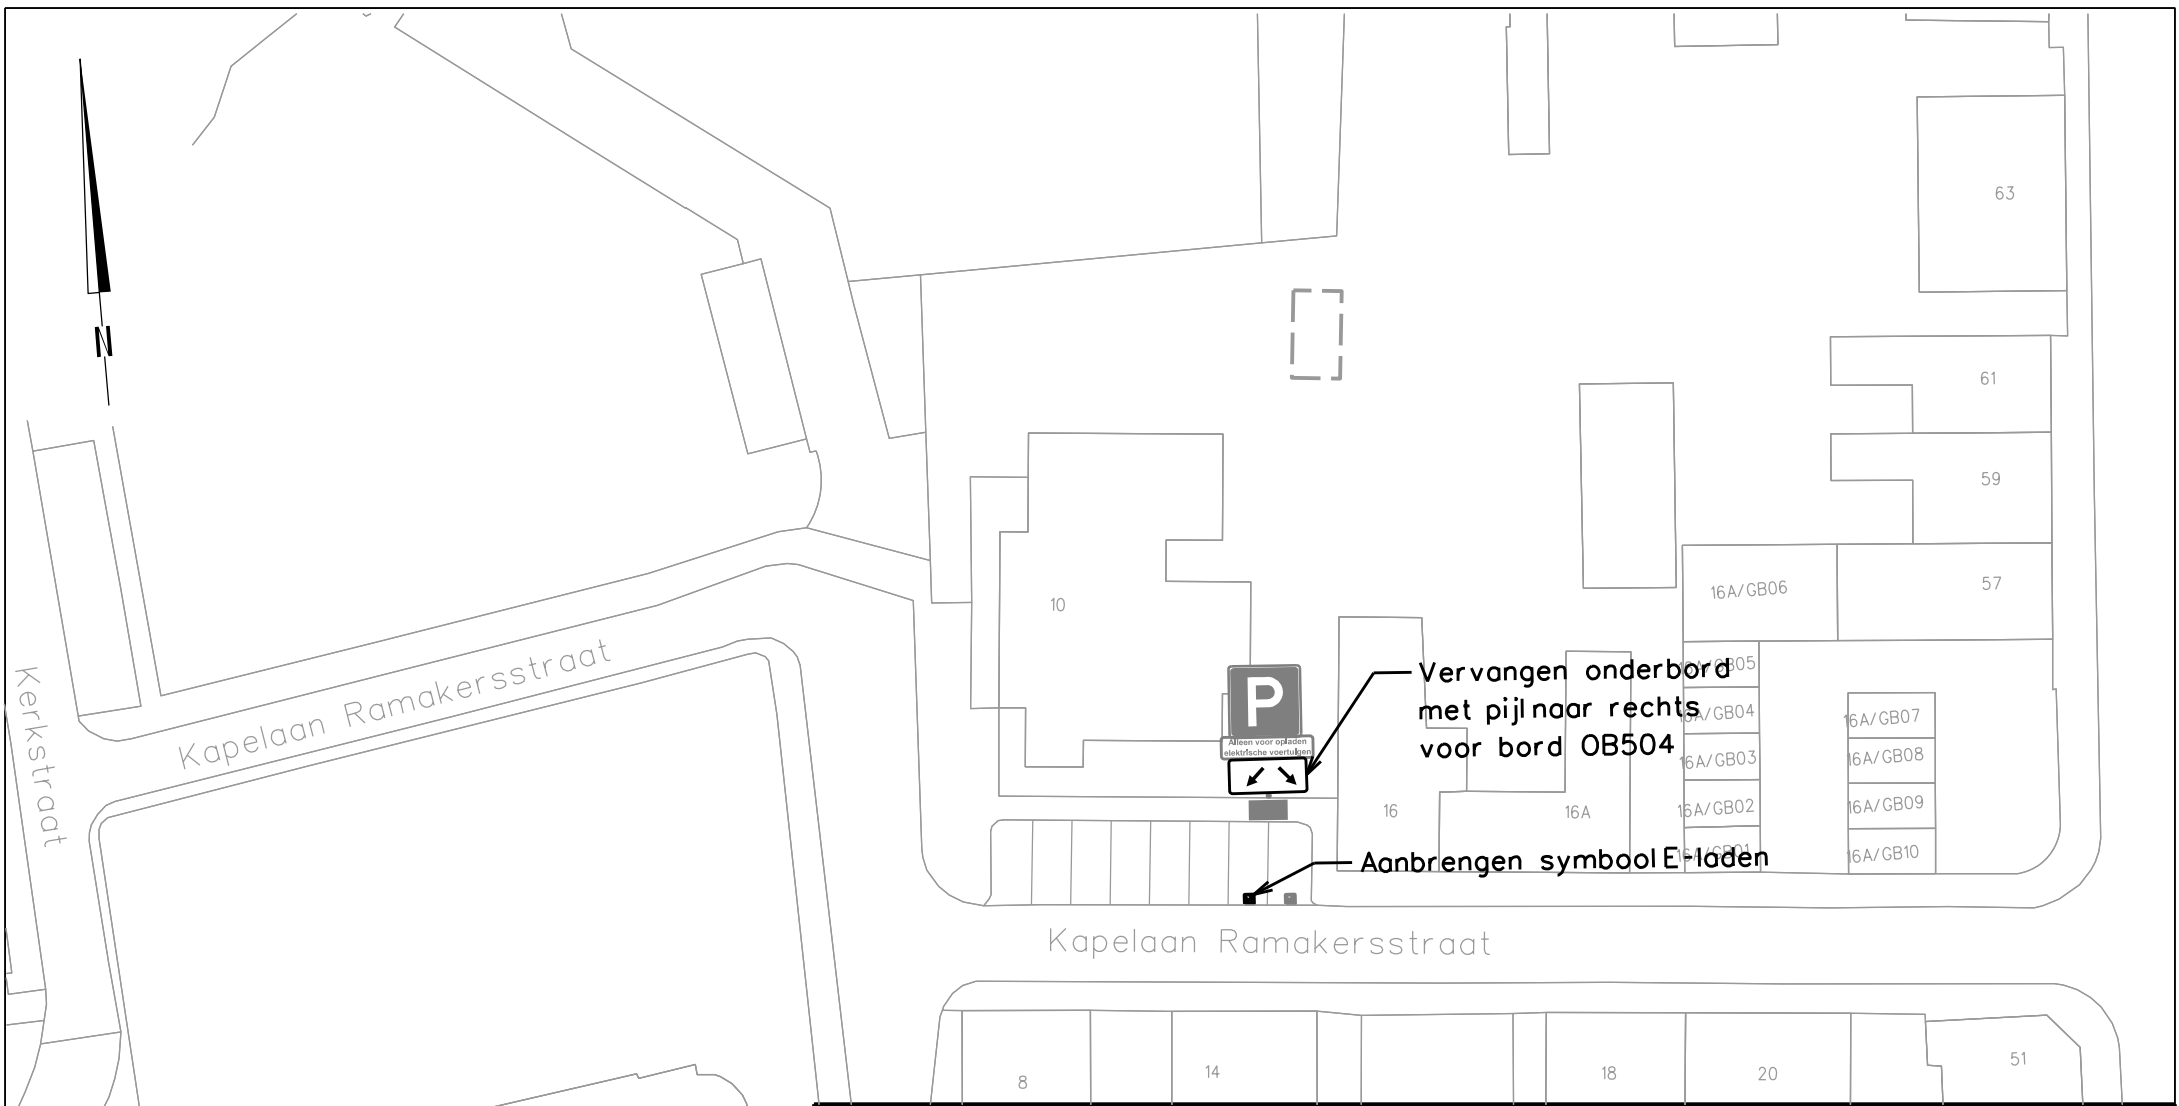 N
63
61
59
57
16A/GB06
10
16A/GB05
16A/GB04
16A/GB03
16A/GB02
16A/GB01
16A/GB07
16A/GB08
16A/GB09
16A/GB10
Vervangen onderbord
met pijl naar rechts
voor bord OB504
P
Alleen voor opladen
elektrische voertuigen
16
16A
Aanbrengen symbool E-laden
Kapelaan Ramakersstraat
Kerkstraat
Kapelaan Ramakersstraat
8
14
18
20
51